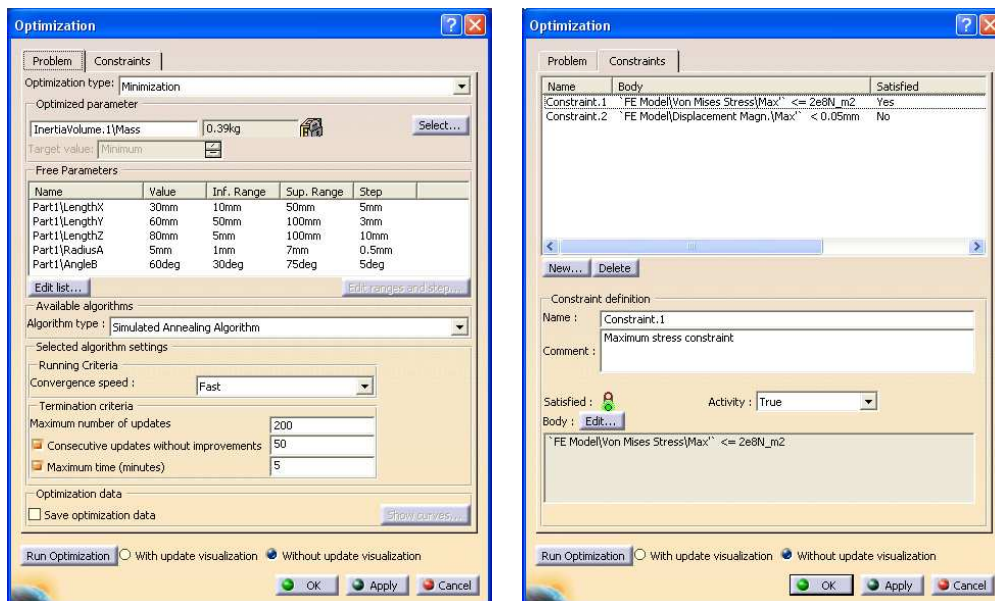 Optimization
Problem Constraints
Optimization type: Minimization
Optimized parameter
InertiaVolume.1\Mass 0.39kg Select...
Target value: Minimum
Free Parameters
Name Value Inf. Range Sup. Range Step
Part1\LengthX 30mm 10mm 50mm 5mm
Part1\LengthY 60mm 50mm 100mm 3mm
Part1\LengthZ 80mm 5mm 100mm 10mm
Part1\RadiusA 5mm 1mm 7mm 0.5mm
Part1\AngleB 60deg 30deg 75deg 5deg
Edit list... Edit ranges and step...
Available algorithms
Algorithm type : Simulated Annealing Algorithm
Selected algorithm settings
Running Criteria
Convergence speed : Fast
Termination criteria
Maximum number of updates 200
Consecutive updates without improvements 50
Maximum time (minutes) 5
Optimization data
Save optimization data Show curves...
Run Optimization With update visualization Without update visualization
OK Apply Cancel
Optimization
Problem Constraints
Name Body Satisfied
Constraint.1 `FE Model\Von Mises Stress\Max'` <= 2e8N_m2 Yes
Constraint.2 `FE Model\Displacement Magn.\Max'` < 0.05mm No
New... Delete
Constraint definition
Name : Constraint.1
Comment : Maximum stress constraint
Satisfied : Activity : True
Body : Edit...
`FE Model\Von Mises Stress\Max'` <= 2e8N_m2
Run Optimization With update visualization Without update visualization
OK Apply Cancel